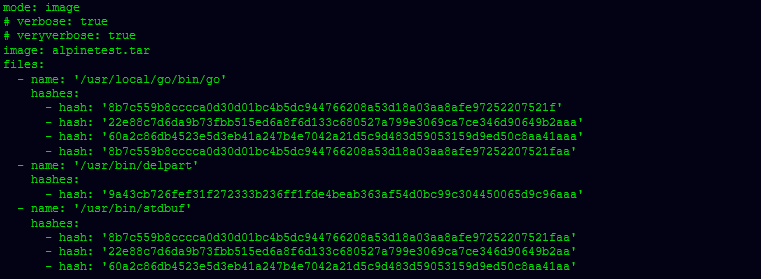 mode: image
# verbose: true
# veryverbose: true
image: alpinetest.tar
files:
  - name: '/usr/local/go/bin/go'
    hashes:
      - hash: '8b7c559b8cccca0d30d01bc4b5dc944766208a53d18a03aa8afe97252207521f'
      - hash: '22e88c7d6da9b73fbb515ed6a8f6d133c680527a799e3069ca7ce346d90649b2aaa'
      - hash: '60a2c86db4523e5d3eb41a247b4e7042a21d5c9d483d59053159d9ed50c8aa41aaa'
      - hash: '8b7c559b8cccca0d30d01bc4b5dc944766208a53d18a03aa8afe97252207521faa'
  - name: '/usr/bin/delpart'
    hashes:
      - hash: '9a43cb726fef31f272333b236ff1fde4beab363af54d0bc99c304450065d9c96aaa'
  - name: '/usr/bin/stdbuf'
    hashes:
      - hash: '8b7c559b8cccca0d30d01bc4b5dc944766208a53d18a03aa8afe97252207521faa'
      - hash: '22e88c7d6da9b73fbb515ed6a8f6d133c680527a799e3069ca7ce346d90649b2aa'
      - hash: '60a2c86db4523e5d3eb41a247b4e7042a21d5c9d483d59053159d9ed50c8aa41aa'